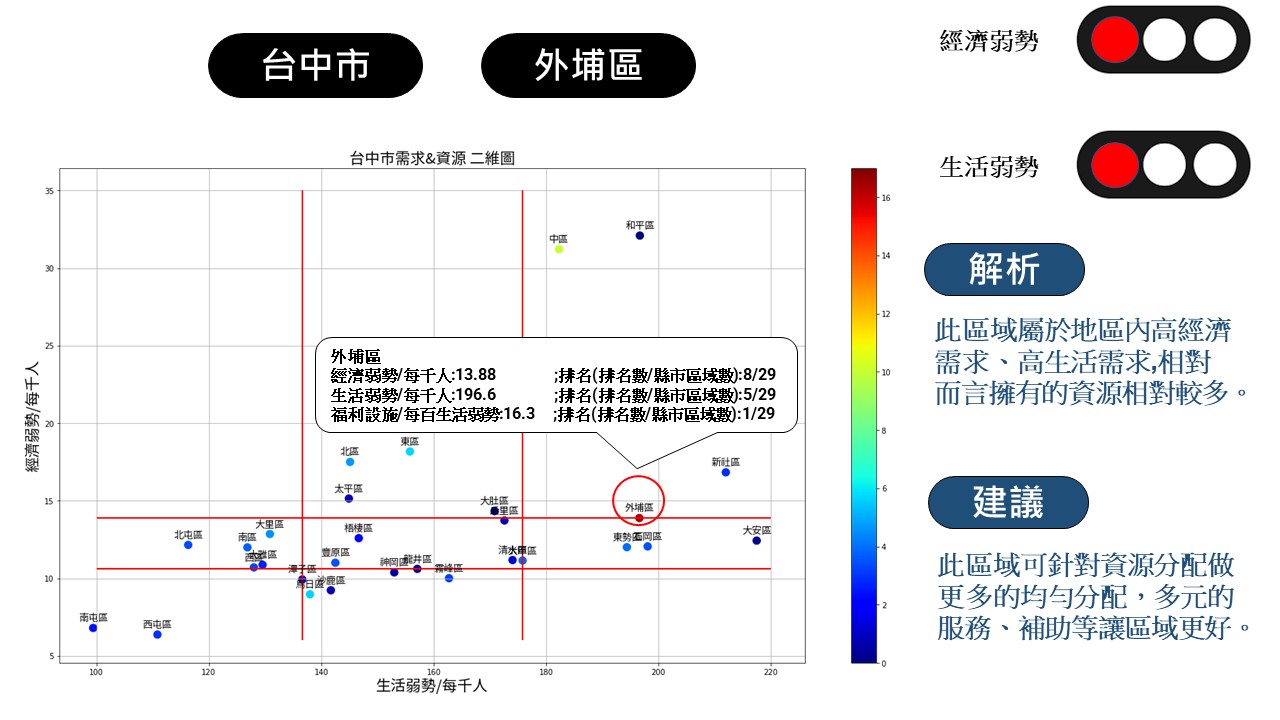 台中市
外埔區
經濟弱勢
生活弱勢
台中市需求&資源 二維圖
經濟弱勢/每千人
35
30
25
20
15
10
5
中區
和平區
外埔區
經濟弱勢/每千人:13.88 ;排名(排名數/縣市區域數):8/29
生活弱勢/每千人:196.6 ;排名(排名數/縣市區域數):5/29
福利設施/每百生活弱勢:16.3 ;排名(排名數/縣市區域數):1/29
東區
北區
新社區
太平區
大肚區
外埔區
大里區
梧棲區
北屯區
南區
大安區
東勢區
豐原區
神岡區
龍井區
霧峰區
潭子區
沙鹿區
南屯區
西屯區
100
120
140
160
180
200
220
生活弱勢/每千人
16
14
12
10
8
6
4
2
0
解析
此區域屬於地區內高經濟
需求、高生活需求,相對
而言擁有的資源相對較多。
建議
此區域可針對資源分配做
更多的均勻分配，多元的
服務、補助等讓區域更好。